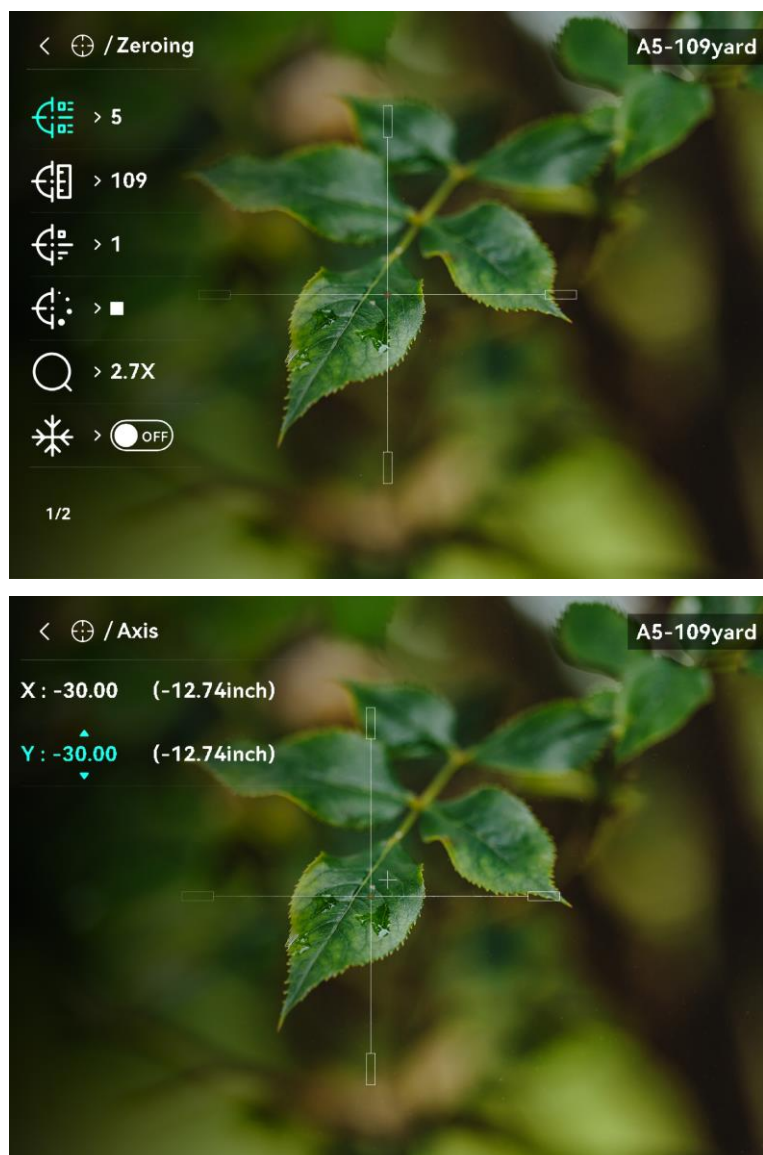 < /Zeroing
A5-109yard
> 5
> 109
> 1
>
> 2.7X
> OFF
1/2
< /Axis
A5-109yard
X : -30.00 (-12.74inch)
Y : -30.00 (-12.74inch)